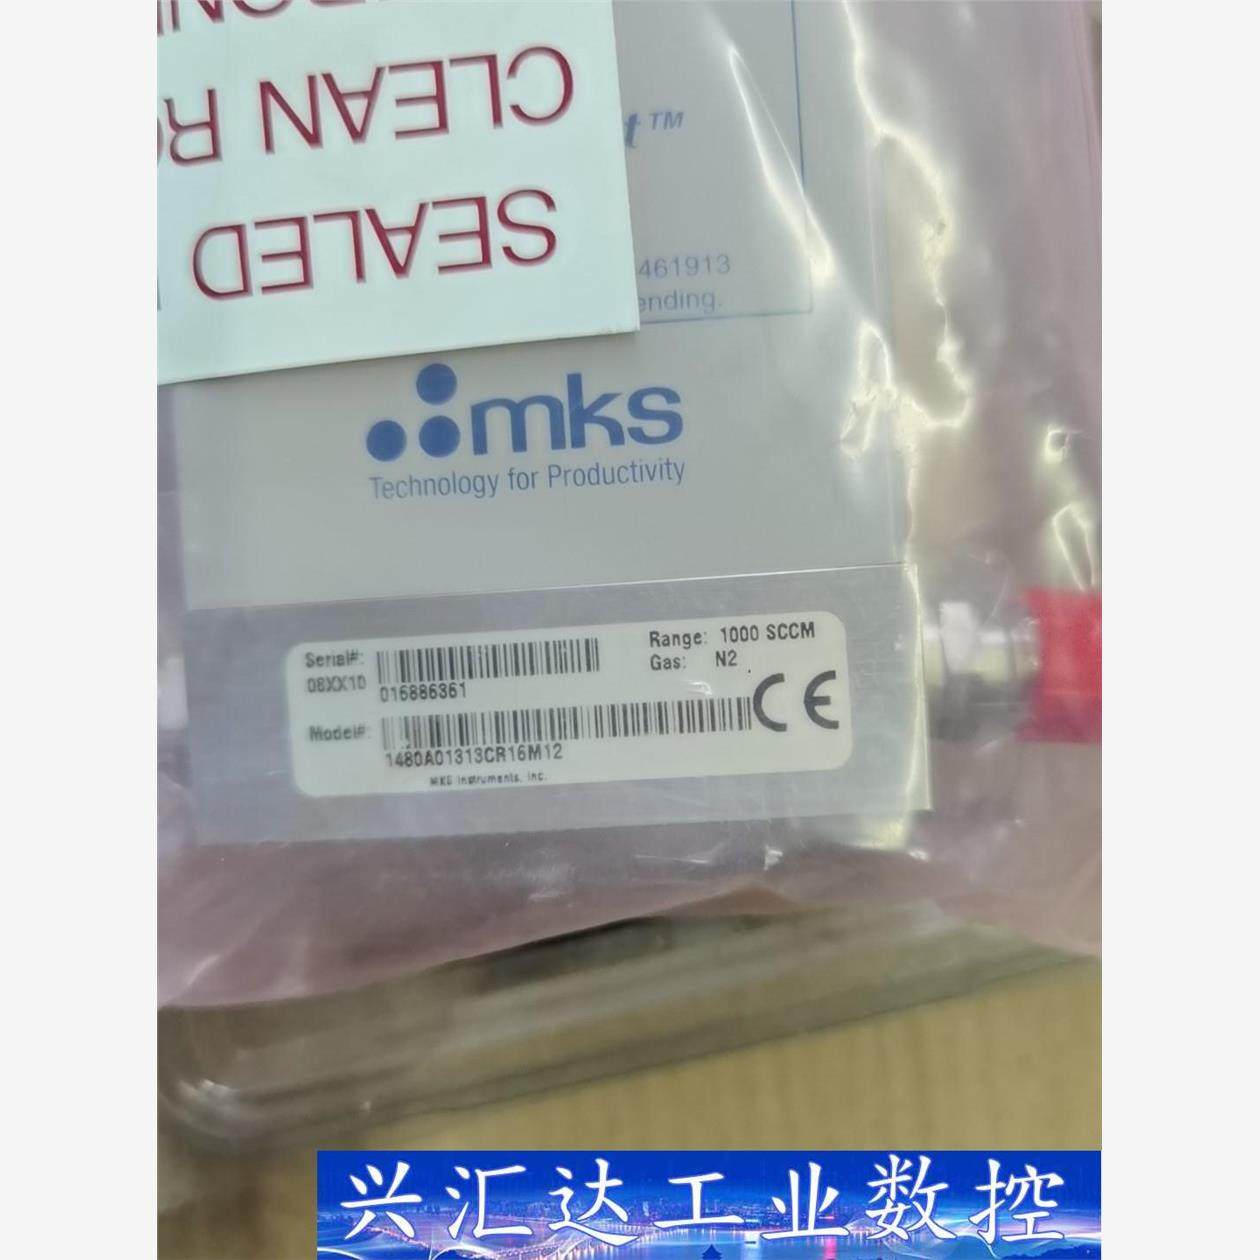 SEALED
CLEAN
t™
461913
ending.
mks
Technology for Productivity
Serial#:
08XX10
016886361
Range: 1000 SCCM
Gas: N2
CE
Model#:
1480A01313CR16M12
MKS Instruments, Inc.
兴汇达工业数控